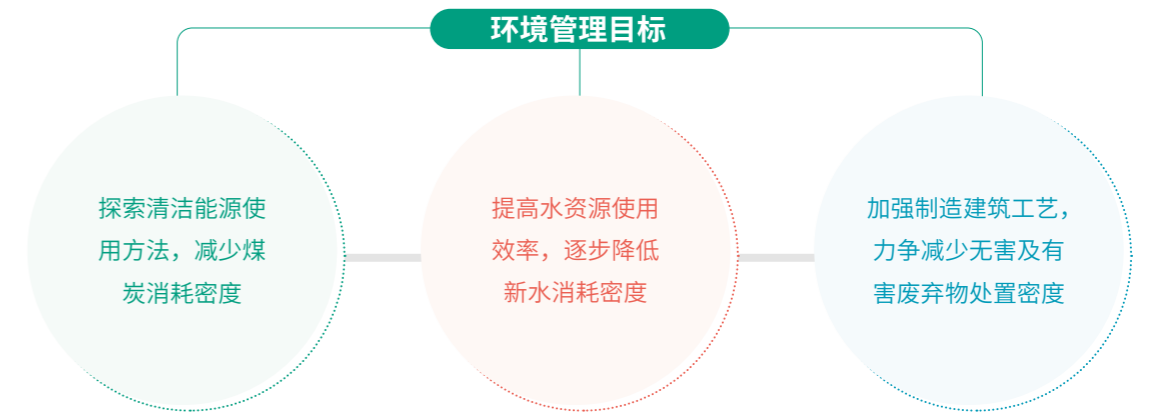 环境管理目标
探索清洁能源使
用方法，减少煤
炭消耗密度
提高水资源使用
效率，逐步降低
新水消耗密度
加强制造建筑工艺，
力争减少无害及有
害废弃物处置密度